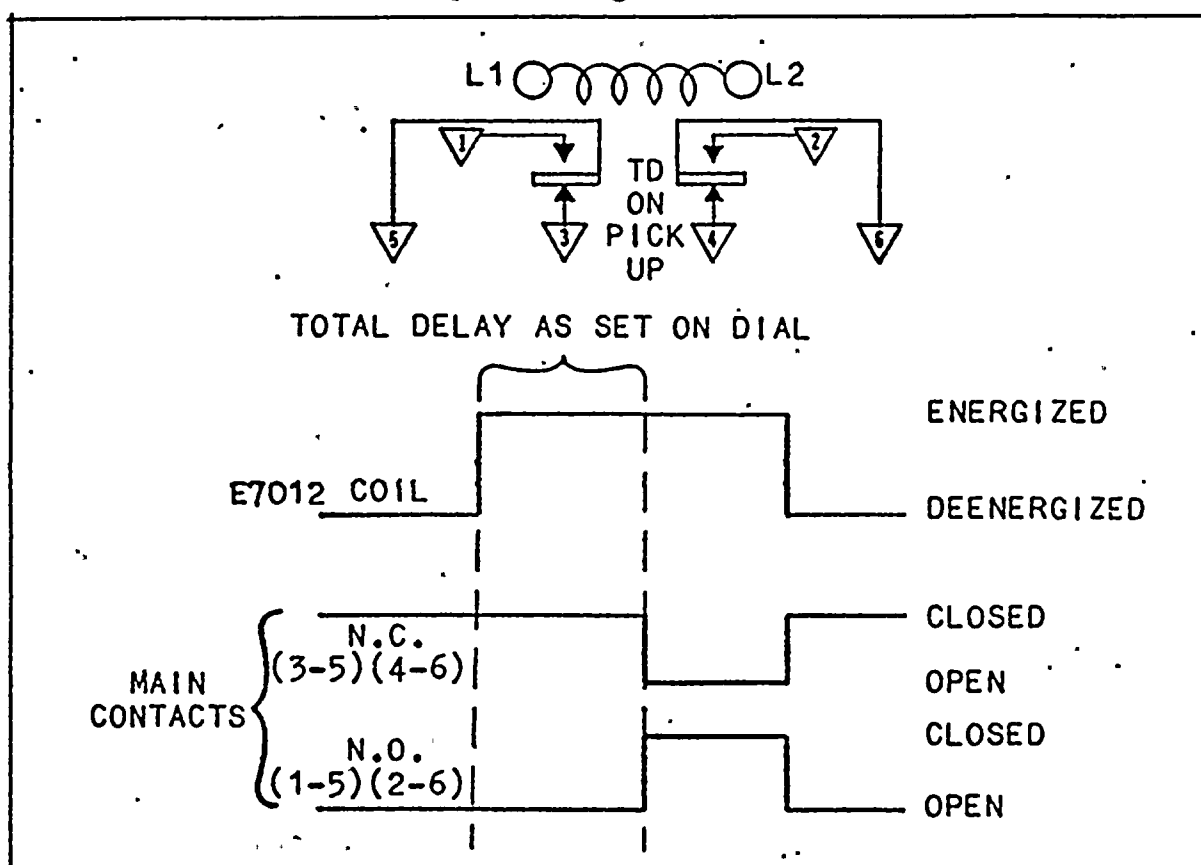 L1 L2
1 2
TD
ON
5 3 PICK 4 6
UP
TOTAL DELAY AS SET ON DIAL
ENERGIZED
E7012 COIL
DEENERGIZED
CLOSED
N.C.
(3-5)(4-6)
MAIN OPEN
CONTACTS CLOSED
N.O.
(1-5)(2-6)
OPEN